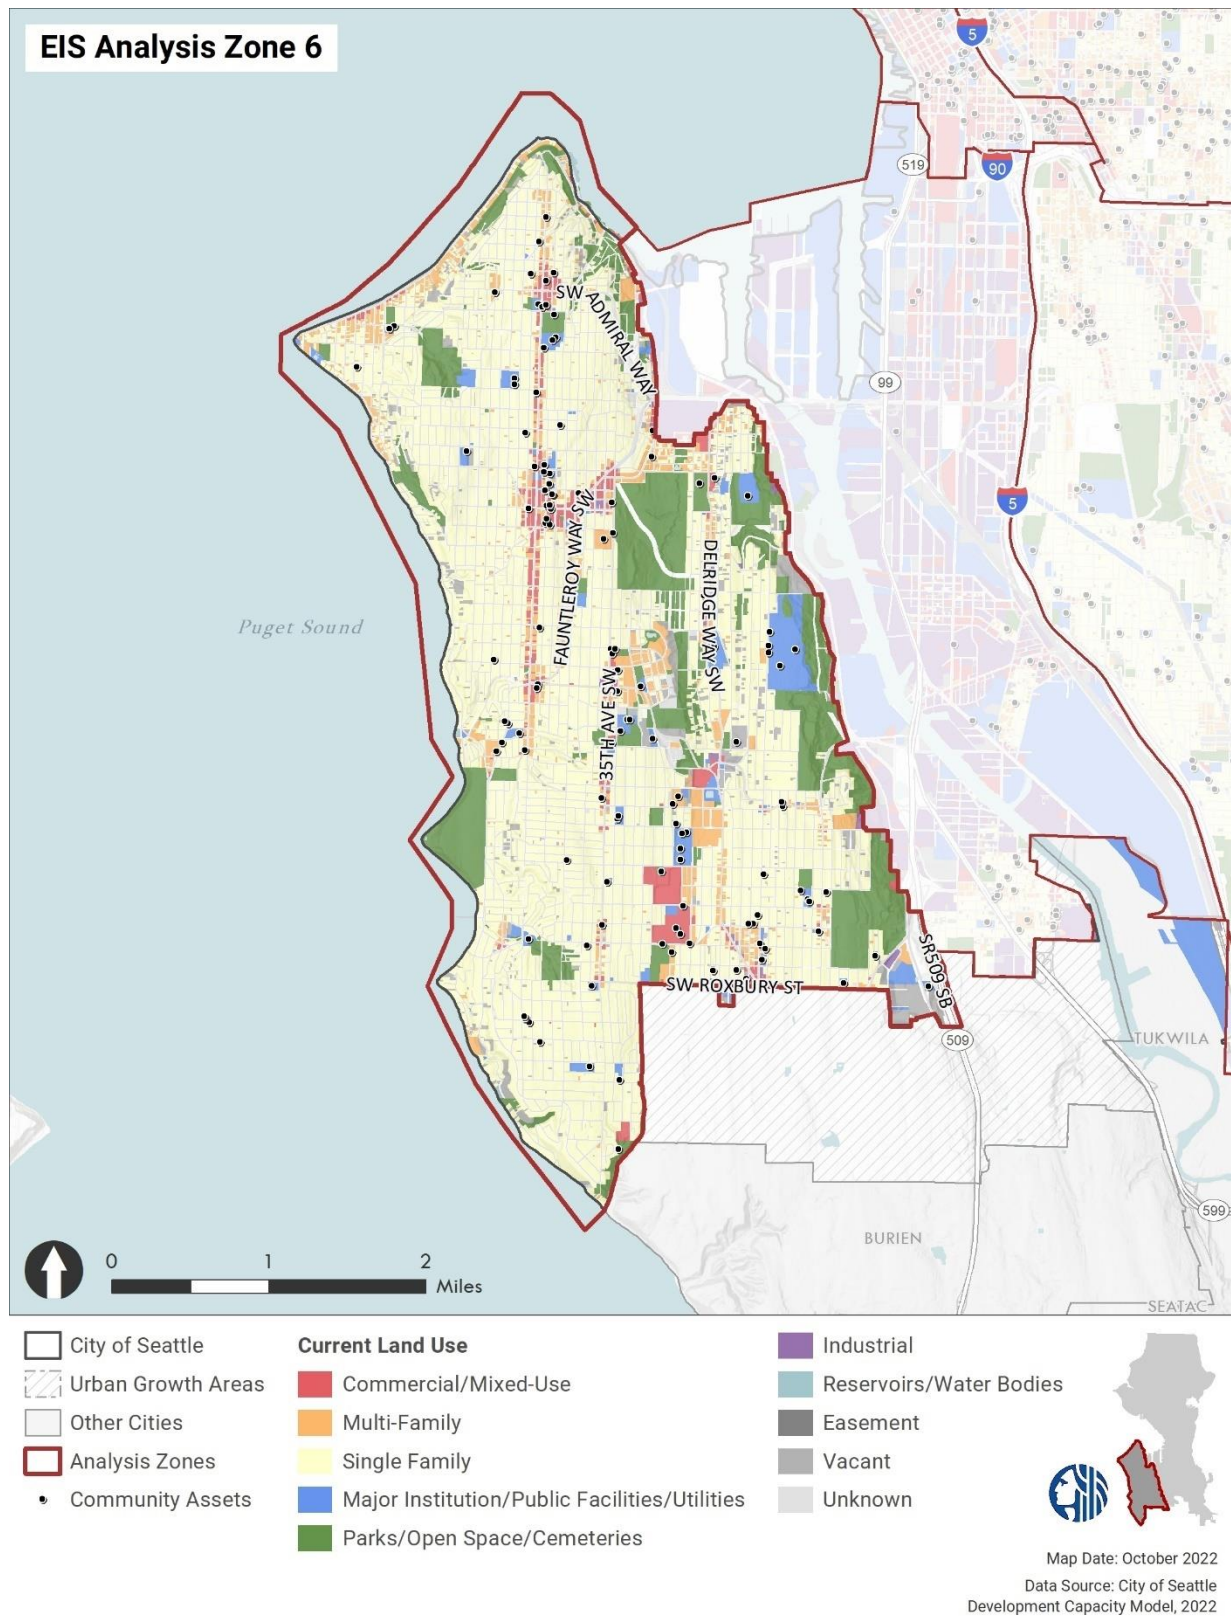 EIS Analysis Zone 6
5
519
90
SW ADMIRAL WAY
99
5
FAUNTLEROY WAY SW
DELRIDGE WAY SW
Puget Sound
35TH AVE SW
SW ROXBURY ST
SR509 SB
509
TUKWILA
599
BURIEN
SEATAC
0 1 2
Miles
City of Seattle
Urban Growth Areas
Other Cities
Analysis Zones
Community Assets
Current Land Use
Commercial/Mixed-Use
Multi-Family
Single Family
Major Institution/Public Facilities/Utilities
Parks/Open Space/Cemeteries
Industrial
Reservoirs/Water Bodies
Easement
Vacant
Unknown
Map Date: October 2022
Data Source: City of Seattle
Development Capacity Model, 2022